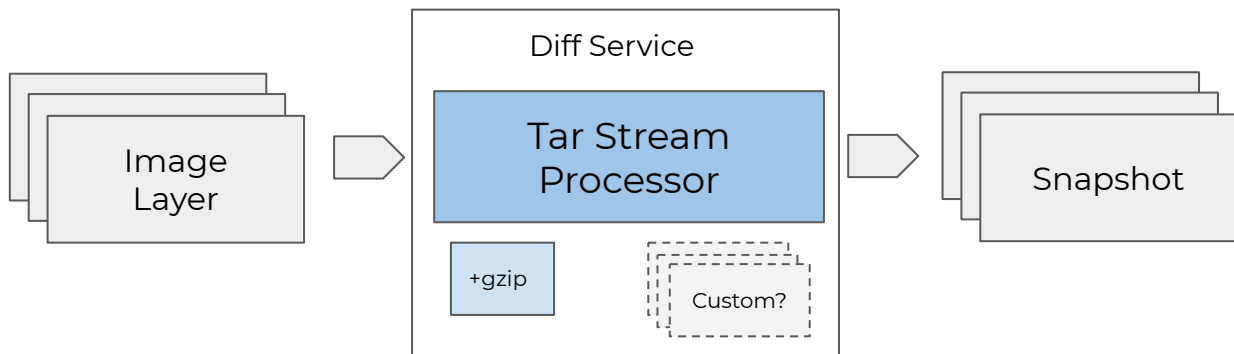 Diff Service
Image
Layer
Tar Stream
Processor
Snapshot
+gzip
Custom?